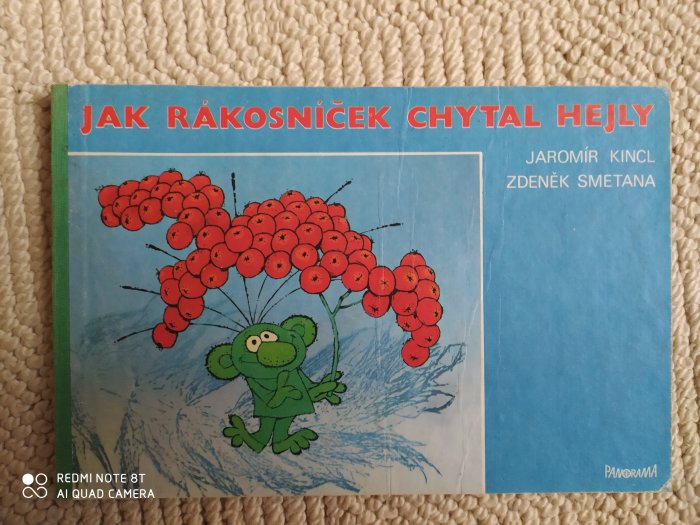 JAK RÁKOSNÍČEK CHYTAL HEJLY
JAROMÍR KINCL
ZDENĚK SMETANA
PANORAMA
REDMI NOTE 8T
AI QUAD CAMERA